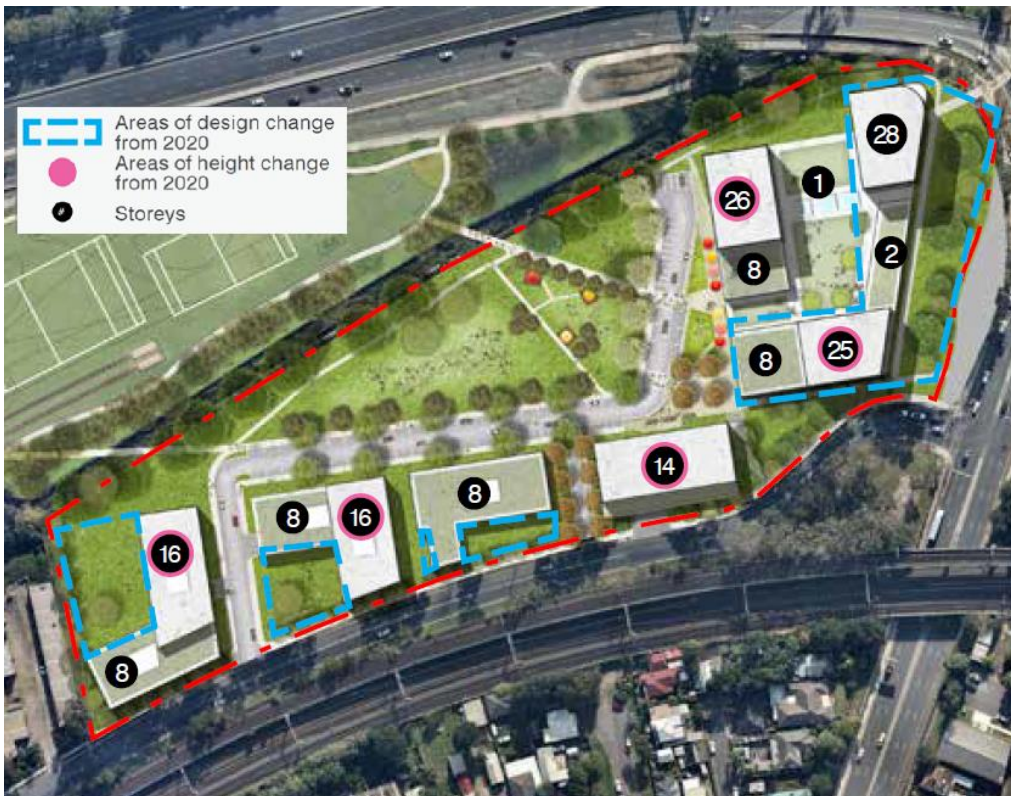 Areas of design change
from 2020
Areas of height change
from 2020
#
Storeys
28
1
26
2
8
8
25
14
8
8
16
16
8